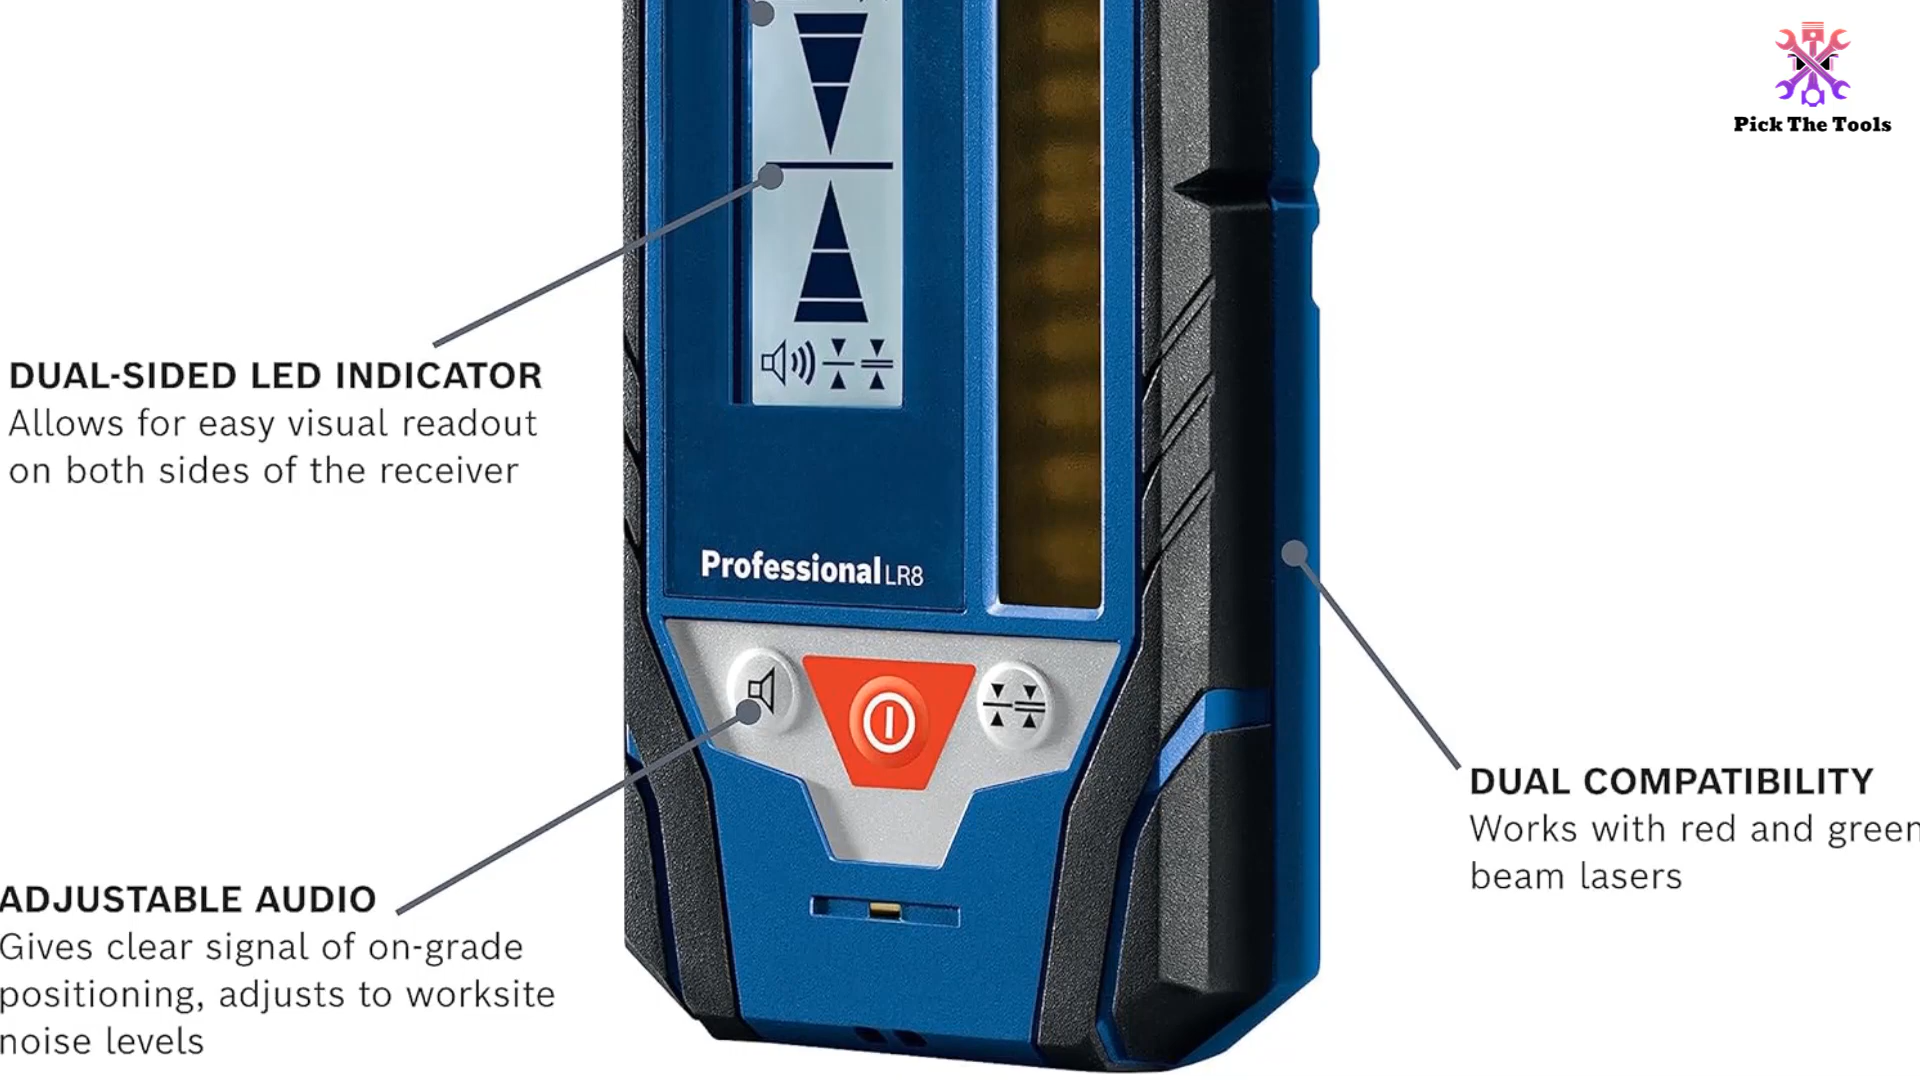 Pick The Tools
DUAL-SIDED LED INDICATOR
Allows for easy visual readout
on both sides of the receiver
Professional LR8
DUAL COMPATIBILITY
Works with red and green
beam lasers
ADJUSTABLE AUDIO
Gives clear signal of on-grade
positioning, adjusts to worksite
noise levels